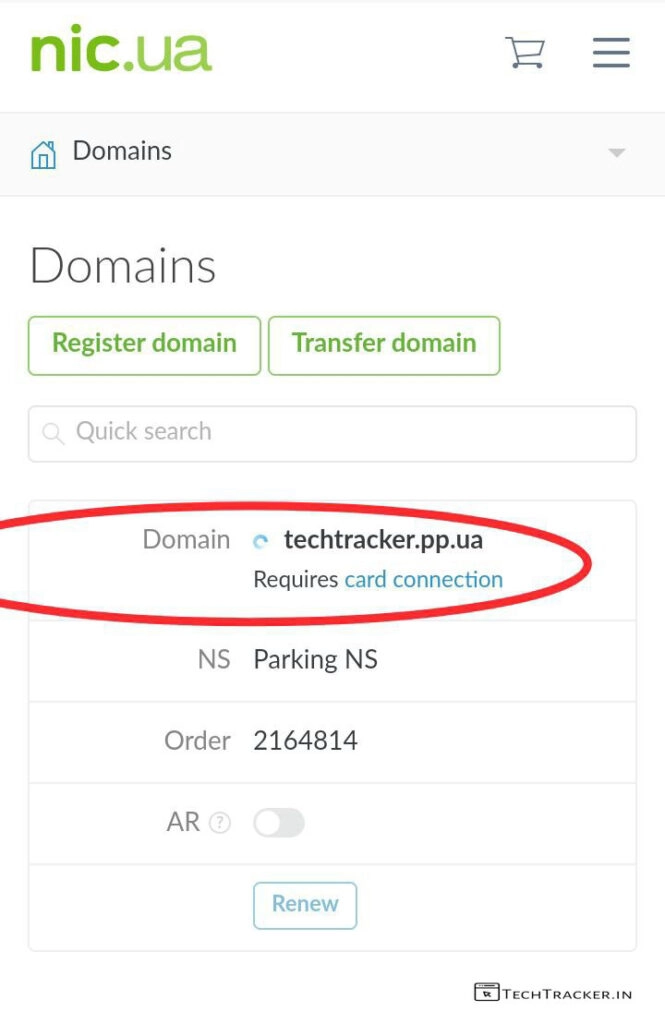 nic.ua
Domains
Domains
Register domain
Transfer domain
Quick search
Domain techtracker.pp.ua
Requires card connection
NS Parking NS
Order 2164814
AR ?
Renew
TECHTRACKER.IN